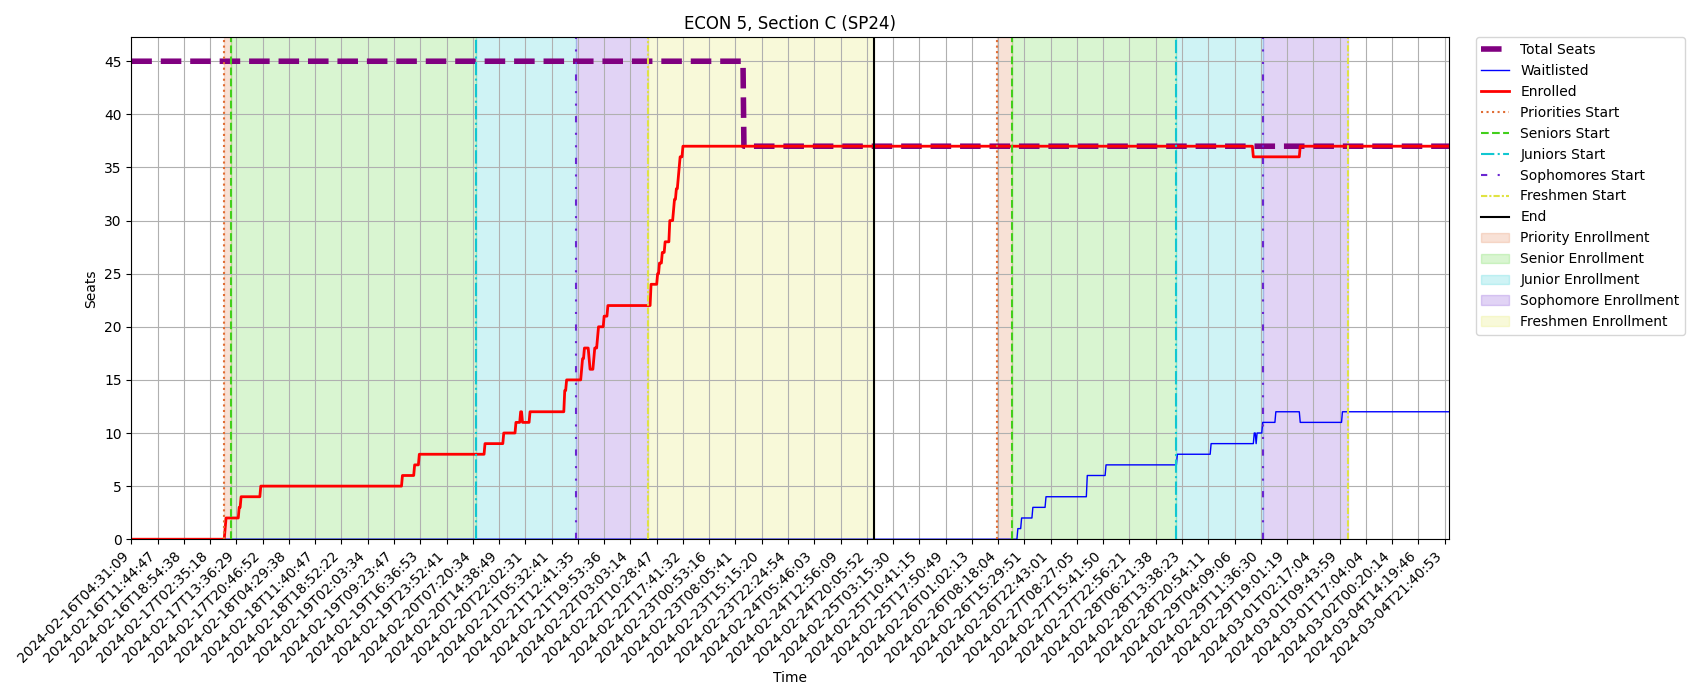 ECON 5, Section C (SP24)
Seats
45
40
35
30
25
20
15
10
5
0
2024-02-16T04:31:09
2024-02-16T11:44:47
2024-02-16T18:54:38
2024-02-17T02:35:18
2024-02-17T13:36:29
2024-02-17T20:46:52
2024-02-18T04:29:38
2024-02-18T11:40:47
2024-02-18T18:52:22
2024-02-19T02:03:34
2024-02-19T09:23:47
2024-02-19T16:36:53
2024-02-19T23:52:41
2024-02-20T07:20:34
2024-02-20T14:38:49
2024-02-20T22:02:31
2024-02-21T05:32:41
2024-02-21T12:41:35
2024-02-21T19:53:36
2024-02-22T03:03:14
2024-02-22T10:28:47
2024-02-22T17:41:32
2024-02-23T00:53:16
2024-02-23T08:05:41
2024-02-23T15:15:20
2024-02-23T22:24:54
2024-02-24T05:46:03
2024-02-24T12:56:09
2024-02-24T20:05:52
2024-02-25T03:15:30
2024-02-25T10:41:15
2024-02-25T17:50:49
2024-02-26T01:02:13
2024-02-26T08:18:04
2024-02-26T15:29:51
2024-02-26T22:43:01
2024-02-27T08:27:05
2024-02-27T15:41:50
2024-02-27T22:56:21
2024-02-28T06:21:38
2024-02-28T13:38:23
2024-02-28T20:54:11
2024-02-29T04:09:06
2024-02-29T11:36:30
2024-02-29T19:01:19
2024-03-01T02:17:04
2024-03-01T09:43:59
2024-03-01T17:04:04
2024-03-02T00:20:14
2024-03-04T14:19:46
2024-03-04T21:40:53
Time
Total Seats
Waitlisted
Enrolled
Priorities Start
Seniors Start
Juniors Start
Sophomores Start
Freshmen Start
End
Priority Enrollment
Senior Enrollment
Junior Enrollment
Sophomore Enrollment
Freshmen Enrollment